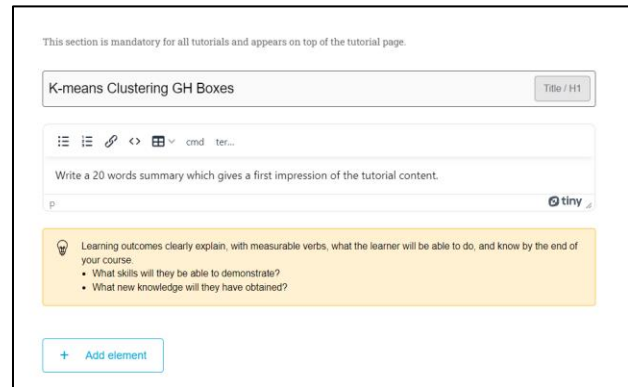 This section is mandatory for all tutorials and appears on top of the tutorial page.
K-means Clustering GH Boxes
Title / H1
cmd ter...
Write a 20 words summary which gives a first impression of the tutorial content.
p
tiny
Learning outcomes clearly explain, with measurable verbs, what the learner will be able to do, and know by the end of
your course.
• What skills will they be able to demonstrate?
• What new knowledge will they have obtained?
+ Add element